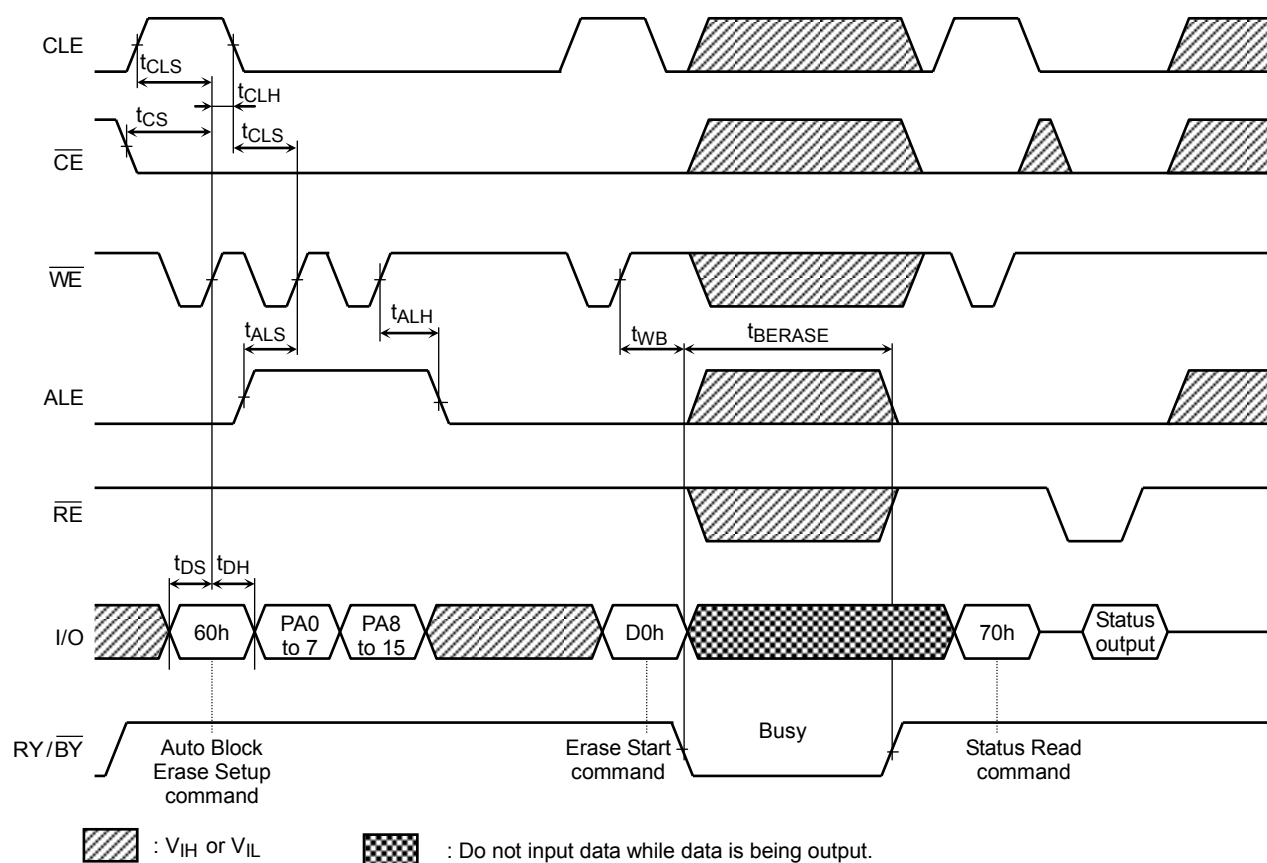 CLE
tCLS
tCLH
tCS
tCLS
CE
WE
tALS
tALH
tWB
tBERASE
ALE
RE
tDS
tDH
I/O
60h
PA0
to 7
PA8
to 15
D0h
70h
Status
output
RY/BY
Busy
Auto Block
Erase Setup
command
Erase Start
command
Status Read
command
: VIH or VIL
: Do not input data while data is being output.